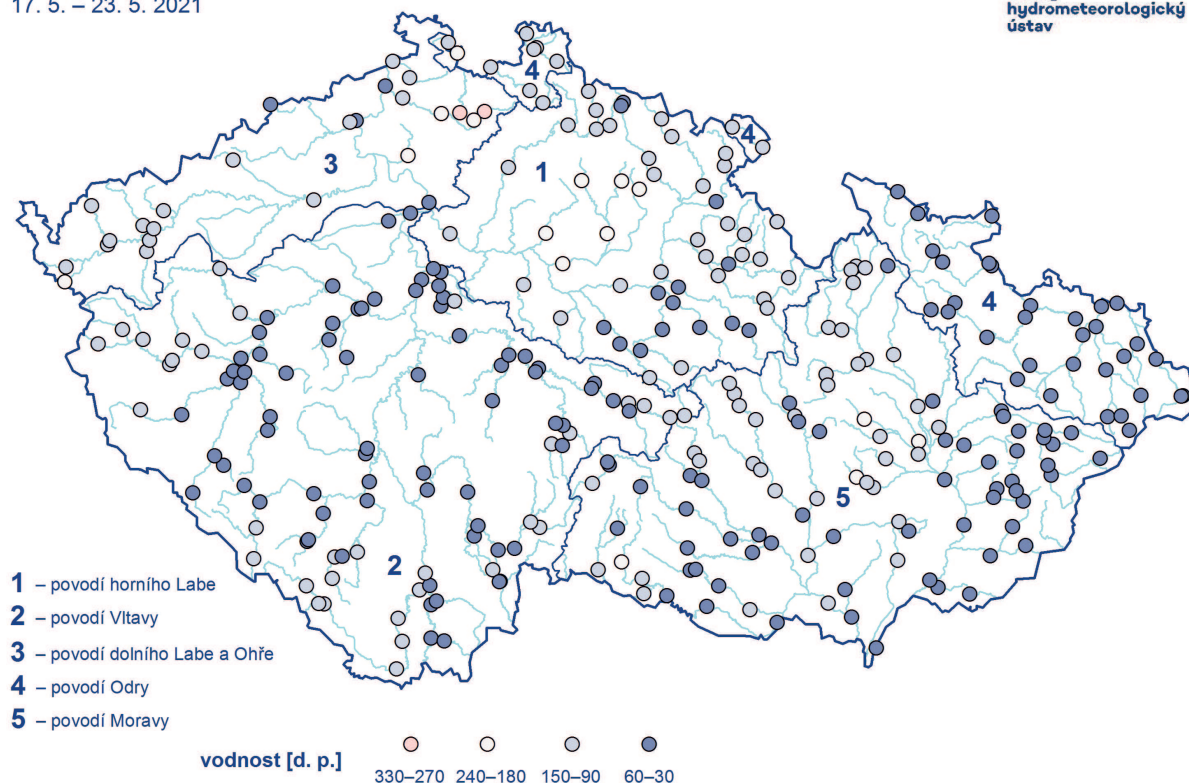 17. 5. – 23. 5. 2021
hydrometeorologický
ústav
4
4
3
1
4
5
2
1 – povodí horního Labe
2 – povodí Vltavy
3 – povodí dolního Labe a Ohře
4 – povodí Odry
5 – povodí Moravy
vodnost [d. p.]
330–270 240–180 150–90 60–30